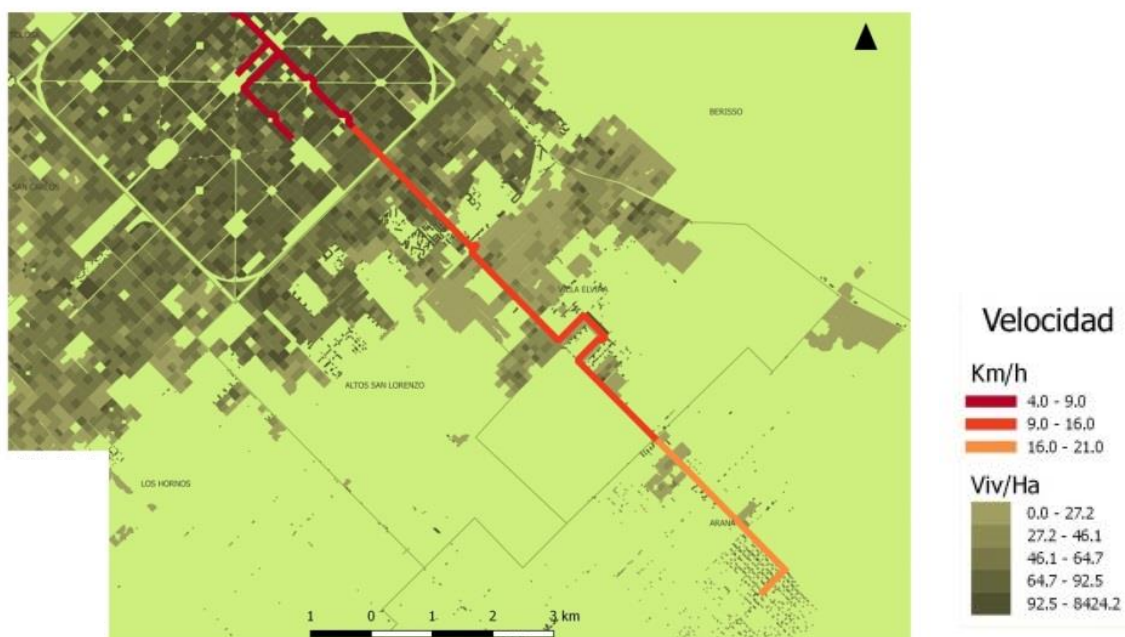 BERISSO
SAN CARLOS
VILLA ELVIRA
ALTOS SAN LORENZO
LOS HORNOS
ARANA
1 0 1 2 3 km
Velocidad
Km/h
4.0 - 9.0
9.0 - 16.0
16.0 - 21.0
Viv/Ha
0.0 - 27.2
27.2 - 46.1
46.1 - 64.7
64.7 - 92.5
92.5 - 8424.2